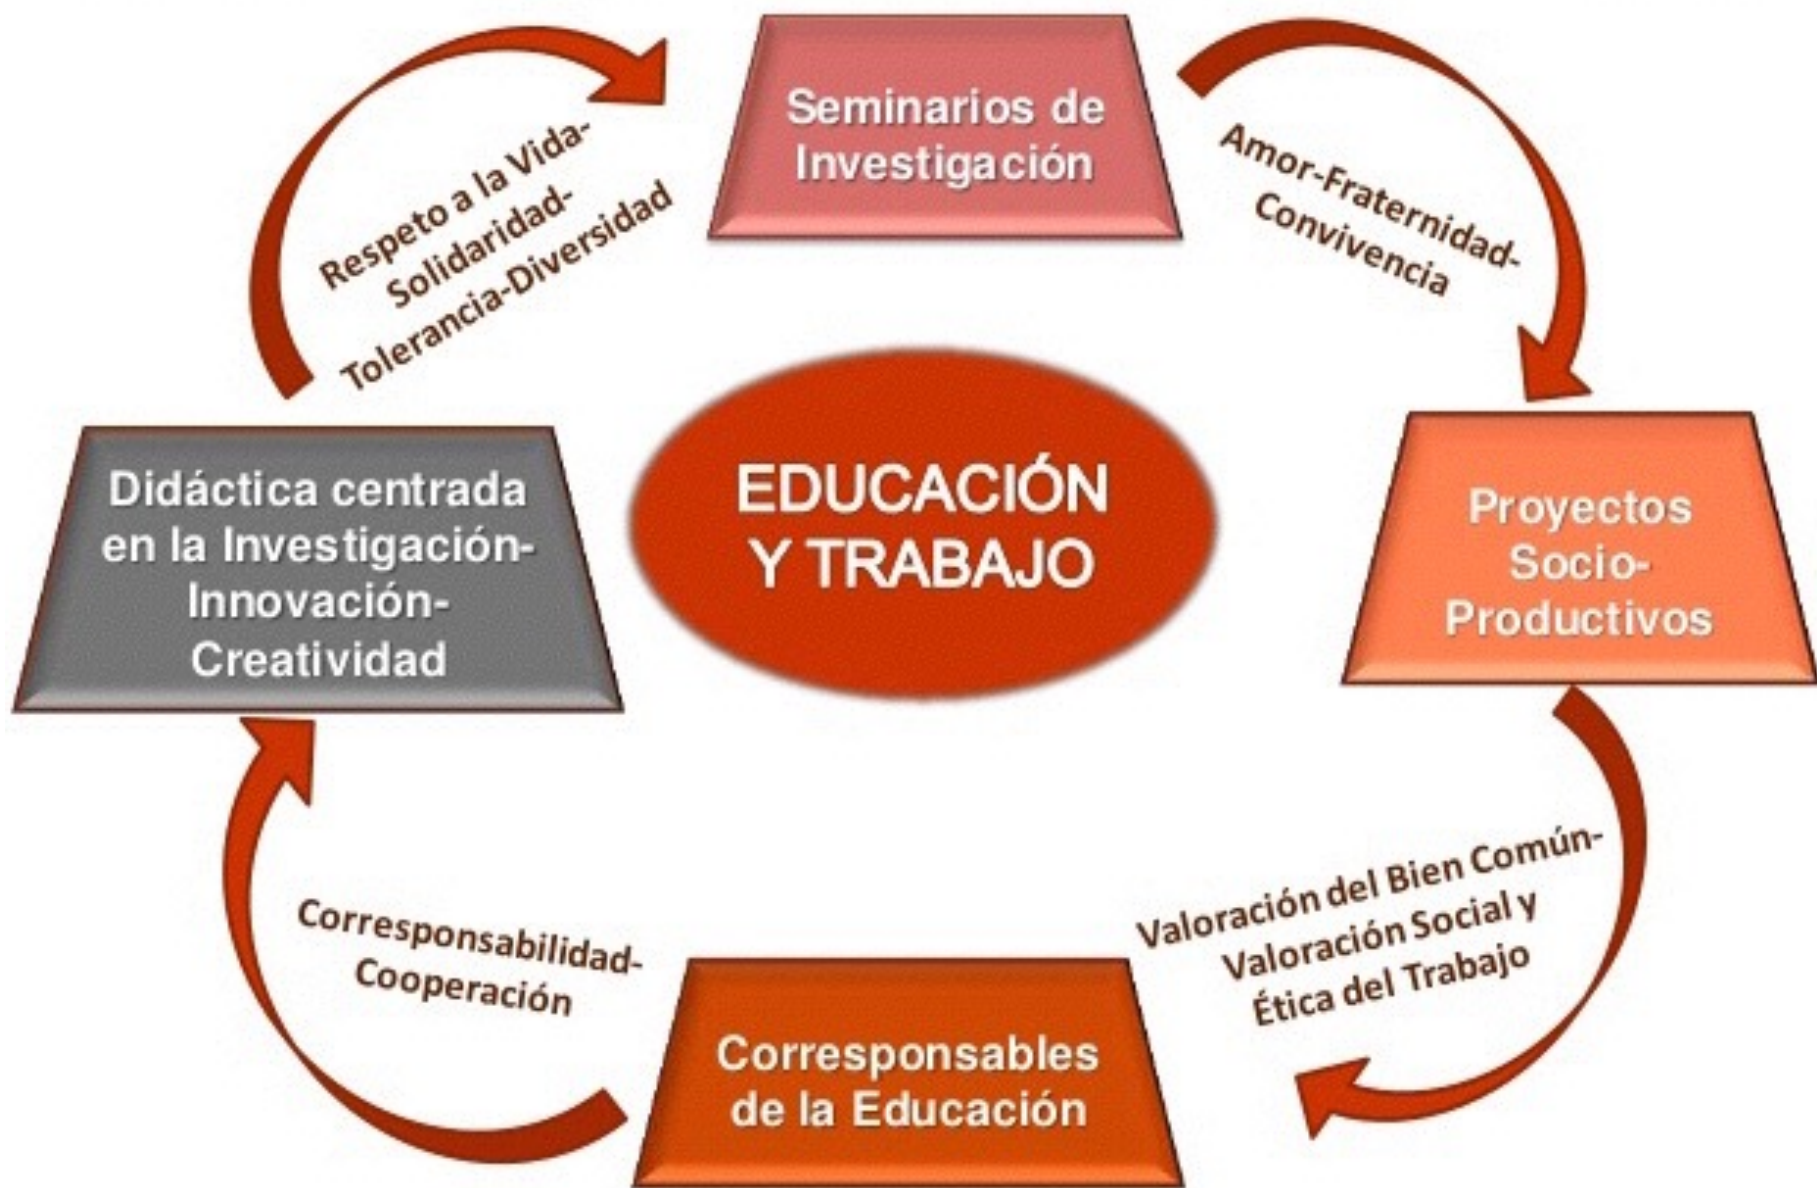 Seminarios de
Investigación
Amor-Fraternidad-
Convivencia
Respeto a la Vida-
Solidaridad-
Tolerancia-Diversidad
EDUCACIÓN
Y TRABAJO
Didáctica centrada
en la Investigación-
Innovación-
Creatividad
Proyectos
Socio-
Productivos
Valoración del Bien Común-
Valoración Social y
Ética del Trabajo
Corresponsabilidad-
Cooperación
Corresponsables
de la Educación